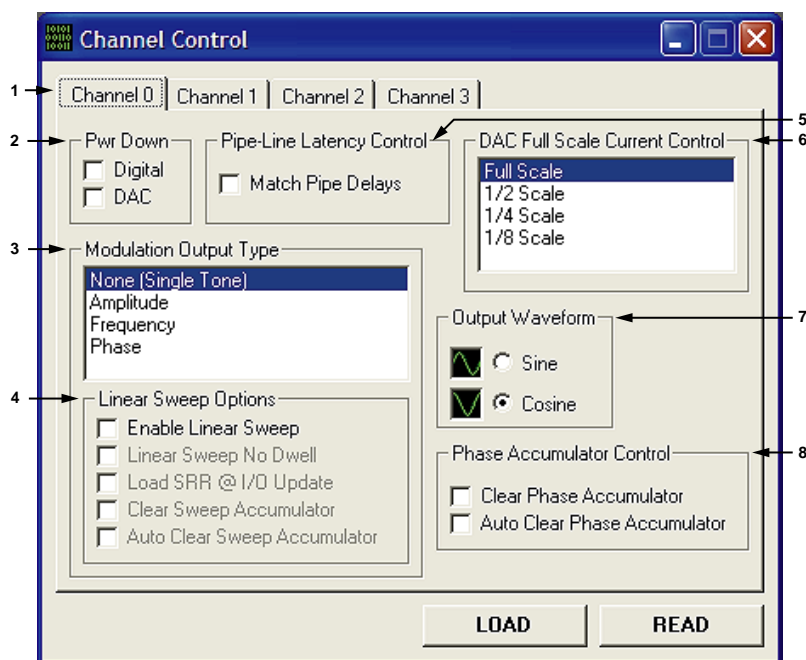 10101
00110
10011
Channel Control
1
Channel 0
Channel 1
Channel 2
Channel 3
2
Pwr Down
Digital
DAC
5
Pipe-Line Latency Control
Match Pipe Delays
6
DAC Full Scale Current Control
Full Scale
1/2 Scale
1/4 Scale
1/8 Scale
3
Modulation Output Type
None (Single Tone)
Amplitude
Frequency
Phase
4
Linear Sweep Options
Enable Linear Sweep
Linear Sweep No Dwell
Load SRR @ I/O Update
Clear Sweep Accumulator
Auto Clear Sweep Accumulator
7
Output Waveform
Sine
Cosine
8
Phase Accumulator Control
Clear Phase Accumulator
Auto Clear Phase Accumulator
LOAD
READ